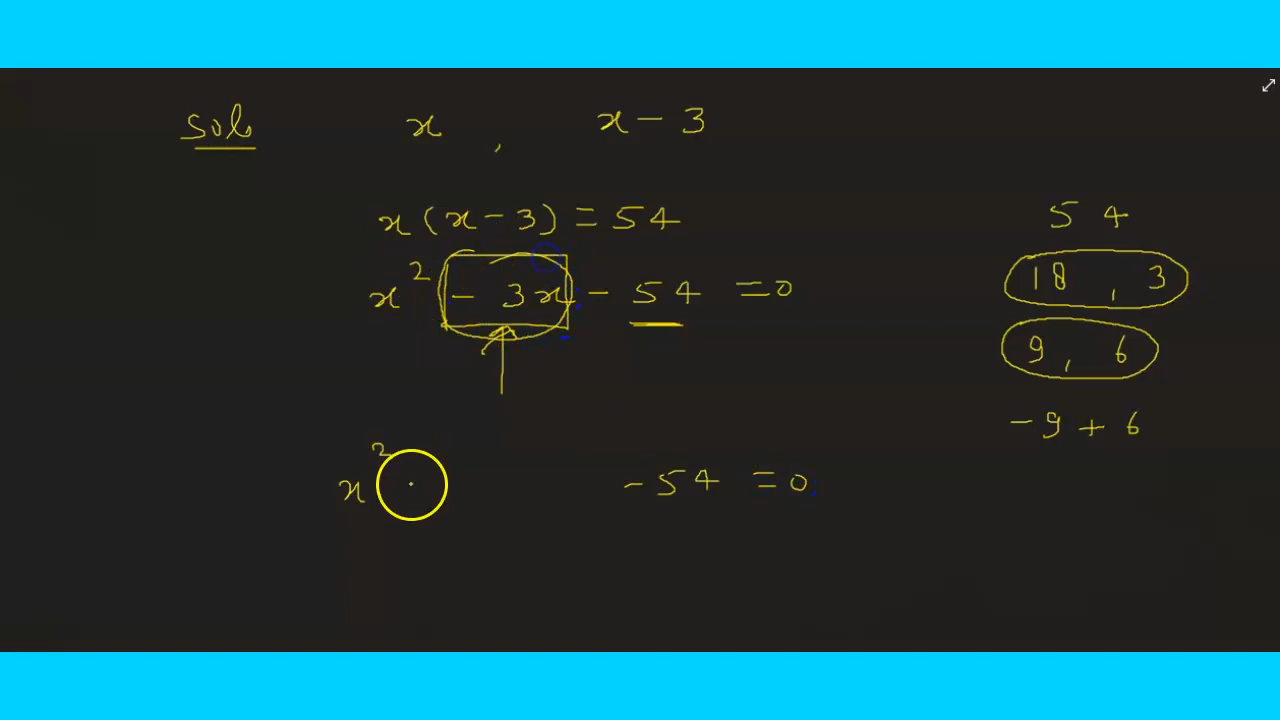 Sol.
x , x - 3
x(x - 3) = 54
x² - 3x - 54 = 0
x² - 54 = 0
54
18 , 3
9 , 6
- 9 + 6